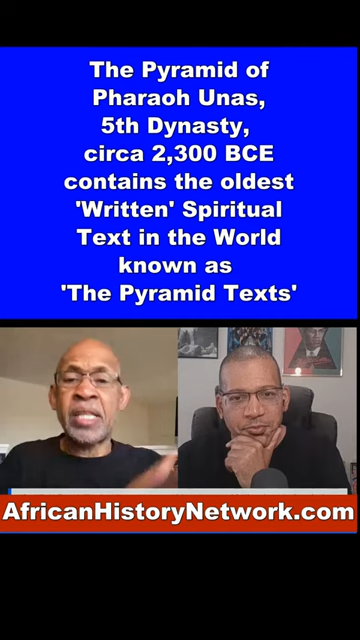 The Pyramid of
Pharaoh Unas,
5th Dynasty,
circa 2,300 BCE
contains the oldest
'Written' Spiritual
Text in the World
known as
'The Pyramid Texts'
AfricanHistoryNetwork.com